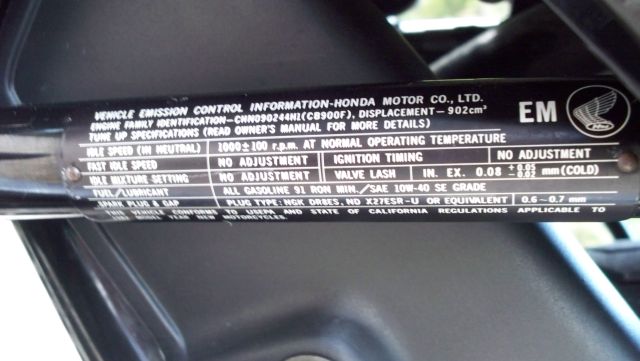 VEHICLE EMISSION CONTROL INFORMATION-HONDA MOTOR CO., LTD.
ENGINE FAMILY IDENTIFICATION-CHN090244N1(CB900F), DISPLACEMENT-902cm³
TUNE UP SPECIFICATIONS (READ OWNER'S MANUAL FOR MORE DETAILS)
EM
IDLE SPEED (IN NEUTRAL) 1000±100 r.p.m. AT NORMAL OPERATING TEMPERATURE
FAST IDLE SPEED NO ADJUSTMENT IGNITION TIMING NO ADJUSTMENT
IDLE MIXTURE SETTING NO ADJUSTMENT VALVE LASH IN. EX. 0.08 mm(COLD)
FUEL/LUBRICANT ALL GASOLINE 91 RON MIN./SAE 10W-40 SE GRADE
SPARK PLUG & GAP PLUG TYPE:NGK DR8ES, ND X27ESR-U OR EQUIVALENT 0.6~0.7 mm
THIS VEHICLE CONFORMS TO USEPA AND STATE OF CALIFORNIA REGULATIONS APPLICABLE TO
YEAR NEW MOTORCYCLES.